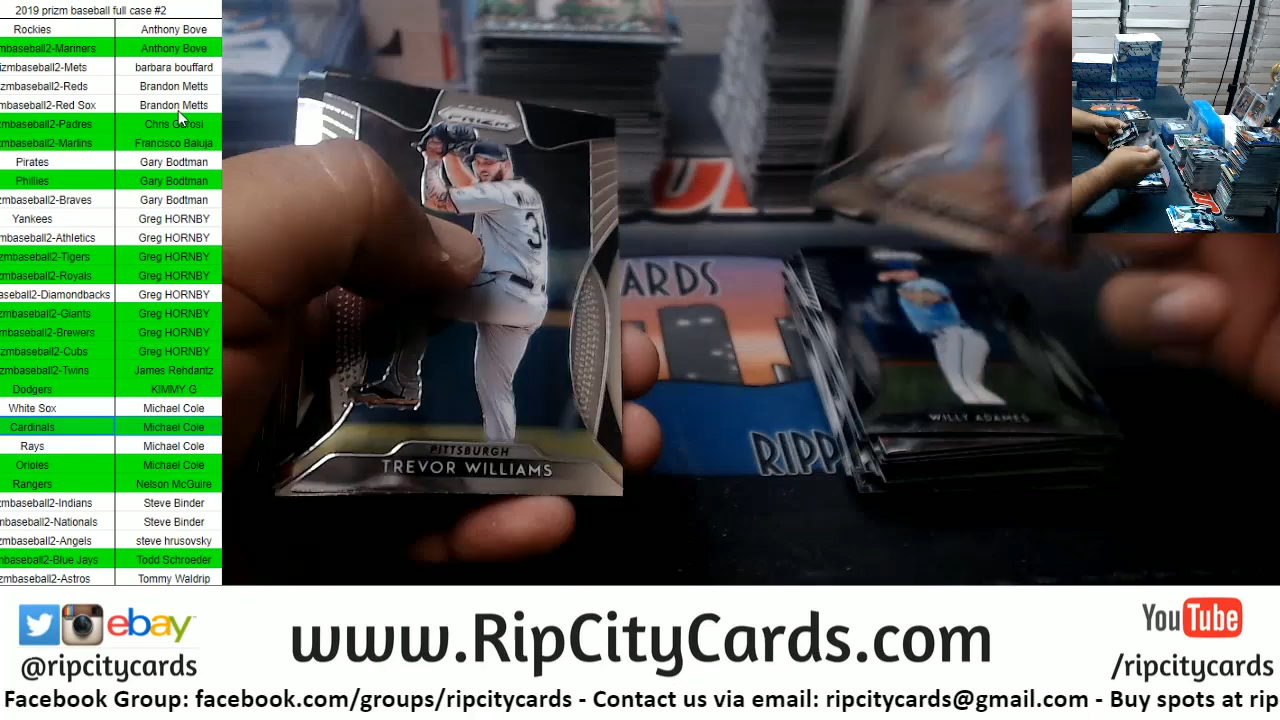 2019 prizm baseball full case #2
Rockies Anthony Bove
mbaseball2-Mariners Anthony Bove
izmbaseball2-Mets barbara bouffard
zmbaseball2-Reds Brandon Metts
mbaseball2-Red Sox Brandon Metts
mbaseball2-Padres Chris
mbaseball2-Marlins Francisco Baluja
Pirates Gary Bodtman
Phillies Gary Bodtman
mbaseball2-Braves Gary Bodtman
Yankees Greg HORNBY
mbaseball2-Athletics Greg HORNBY
zmbaseball2-Tigers Greg HORNBY
zmbaseball2-Royals Greg HORNBY
aseball2-Diamondbacks Greg HORNBY
zmbaseball2-Giants Greg HORNBY
mbaseball2-Brewers Greg HORNBY
zmbaseball2-Cubs Greg HORNBY
zmbaseball2-Twins James Rehdantz
Dodgers KIMMY G
White Sox Michael Cole
Cardinals Michael Cole
Rays Michael Cole
Orioles Michael Cole
Rangers Nelson McGuire
zmbaseball2-Indians Steve Binder
mbaseball2-Nationals Steve Binder
zmbaseball2-Angels steve hrusovsky
mbaseball2-Blue Jays Todd Schroeder
zmbaseball2-Astros Tommy Waldrip
PRIZM
34
PITTSBURGH
TREVOR WILLIAMS
ARDS
RIPP
WILLY ADAMES
ebay
@ripcitycards
www.RipCityCards.com
YouTube
/ripcitycards
Facebook Group: facebook.com/groups/ripcitycards - Contact us via email: ripcitycards@gmail.com - Buy spots at rip